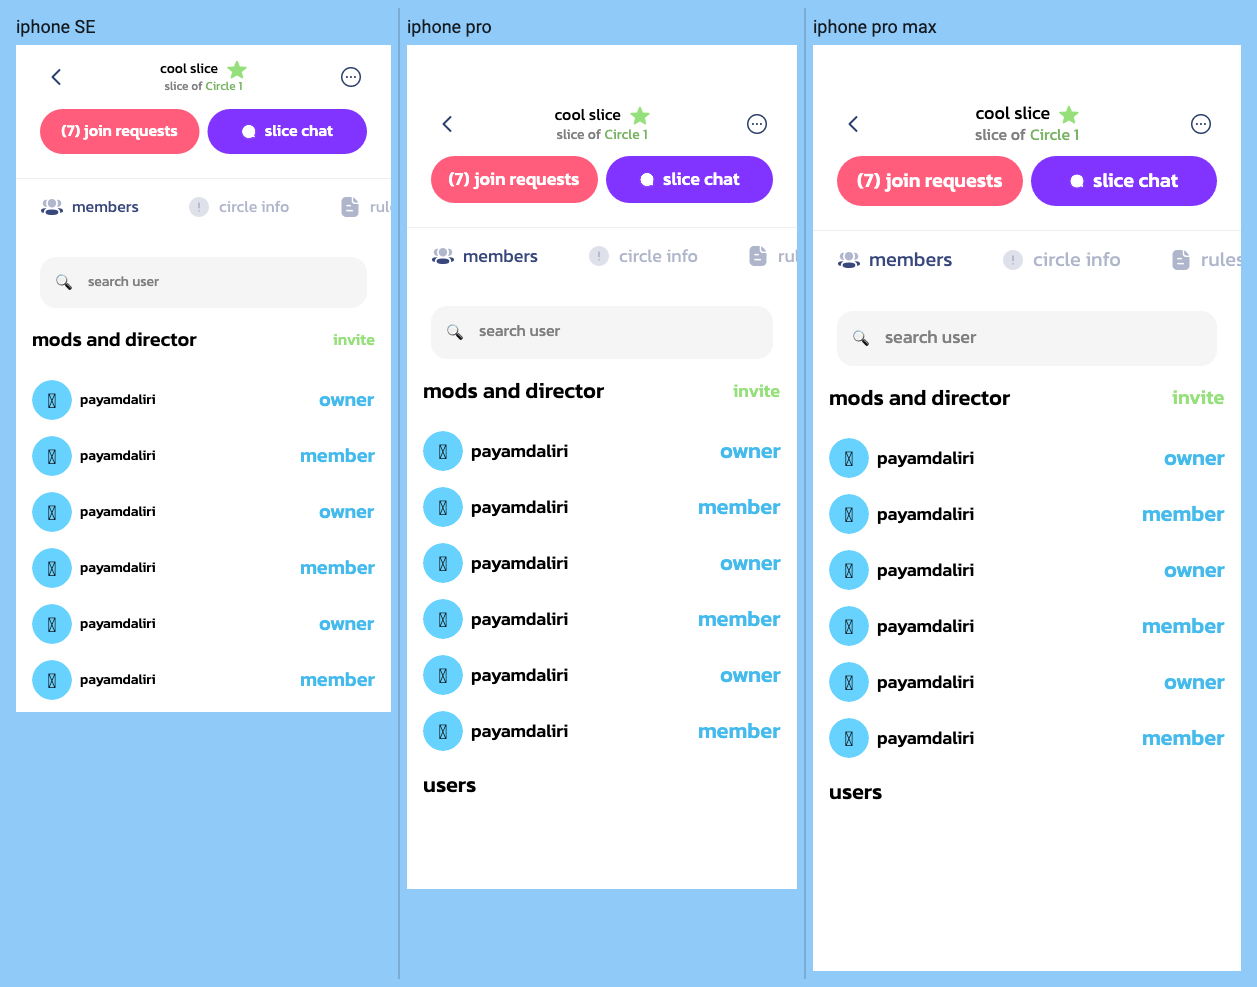 iphone SE
cool slice
slice of Circle 1
(7) join requests
slice chat
members
circle info
rul
search user
mods and director
invite
payamdaliri
owner
payamdaliri
member
payamdaliri
owner
payamdaliri
member
payamdaliri
owner
payamdaliri
member
iphone pro
cool slice
slice of Circle 1
(7) join requests
slice chat
members
circle info
rul
search user
mods and director
invite
payamdaliri
owner
payamdaliri
member
payamdaliri
owner
payamdaliri
member
payamdaliri
owner
payamdaliri
member
users
iphone pro max
cool slice
slice of Circle 1
(7) join requests
slice chat
members
circle info
rules
search user
mods and director
invite
payamdaliri
owner
payamdaliri
member
payamdaliri
owner
payamdaliri
member
payamdaliri
owner
payamdaliri
member
users